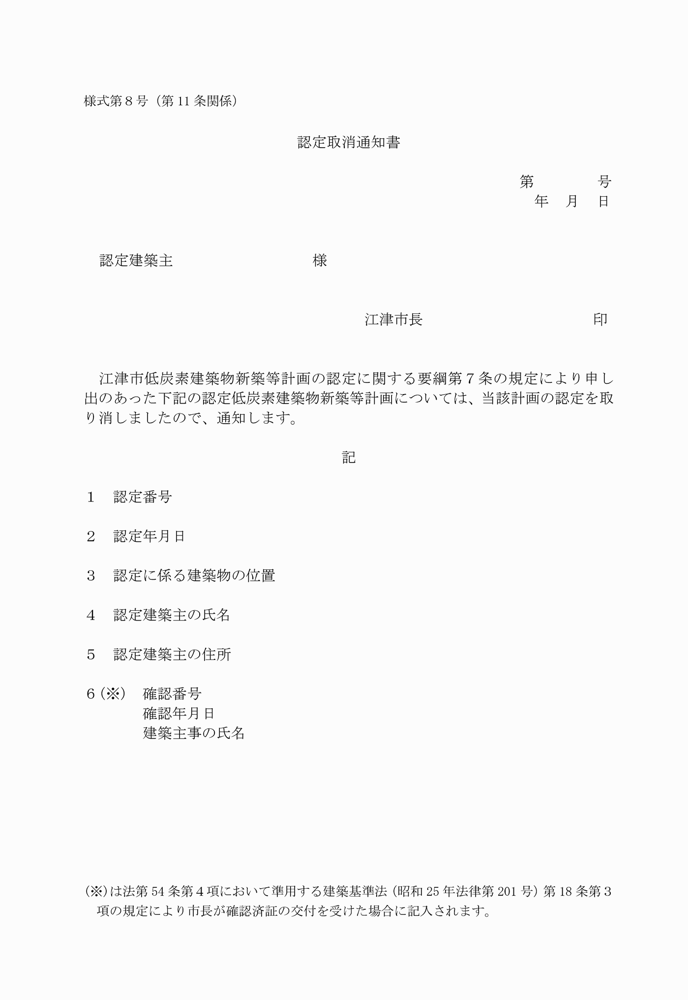 様式第８号（第 11 条関係）
認定取消通知書
第　　　　号
年　月　日
認定建築主　　　　　　　　　様
江津市長　　　　　　　　　　　印
江津市低炭素建築物新築等計画の認定に関する要綱第７条の規定により申し
出のあった下記の認定低炭素建築物新築等計画については、当該計画の認定を取
り消しましたので、通知します。
記
１　認定番号
２　認定年月日
３　認定に係る建築物の位置
４　認定建築主の氏名
５　認定建築主の住所
６（※）　確認番号
確認年月日
建築主事の氏名
（※）は法第 54 条第４項において準用する建築基準法（昭和 25 年法律第 201 号）第 18 条第３
項の規定により市長が確認済証の交付を受けた場合に記入されます。